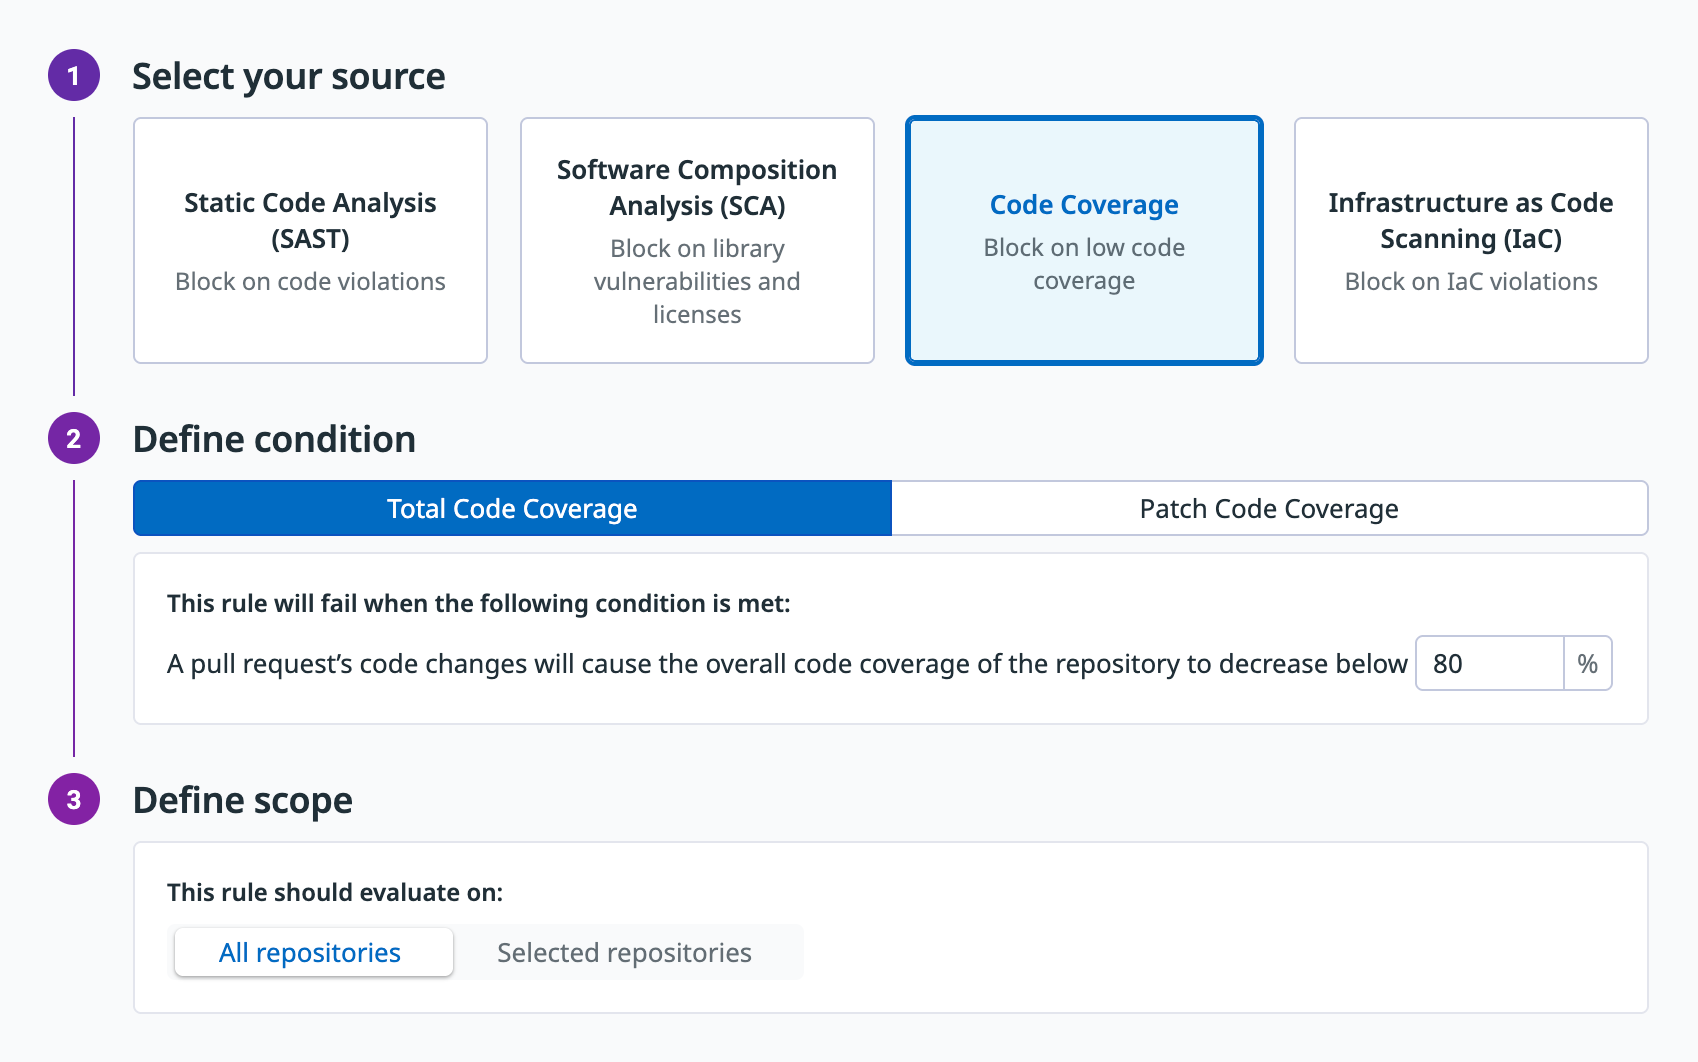 1
Select your source
Static Code Analysis
(SAST)
Block on code violations
Software Composition
Analysis (SCA)
Block on library
vulnerabilities and
licenses
Code Coverage
Block on low code
coverage
Infrastructure as Code
Scanning (IaC)
Block on IaC violations
2
Define condition
Total Code Coverage
Patch Code Coverage
This rule will fail when the following condition is met:
A pull request’s code changes will cause the overall code coverage of the repository to decrease below 80 %
3
Define scope
This rule should evaluate on:
All repositories
Selected repositories